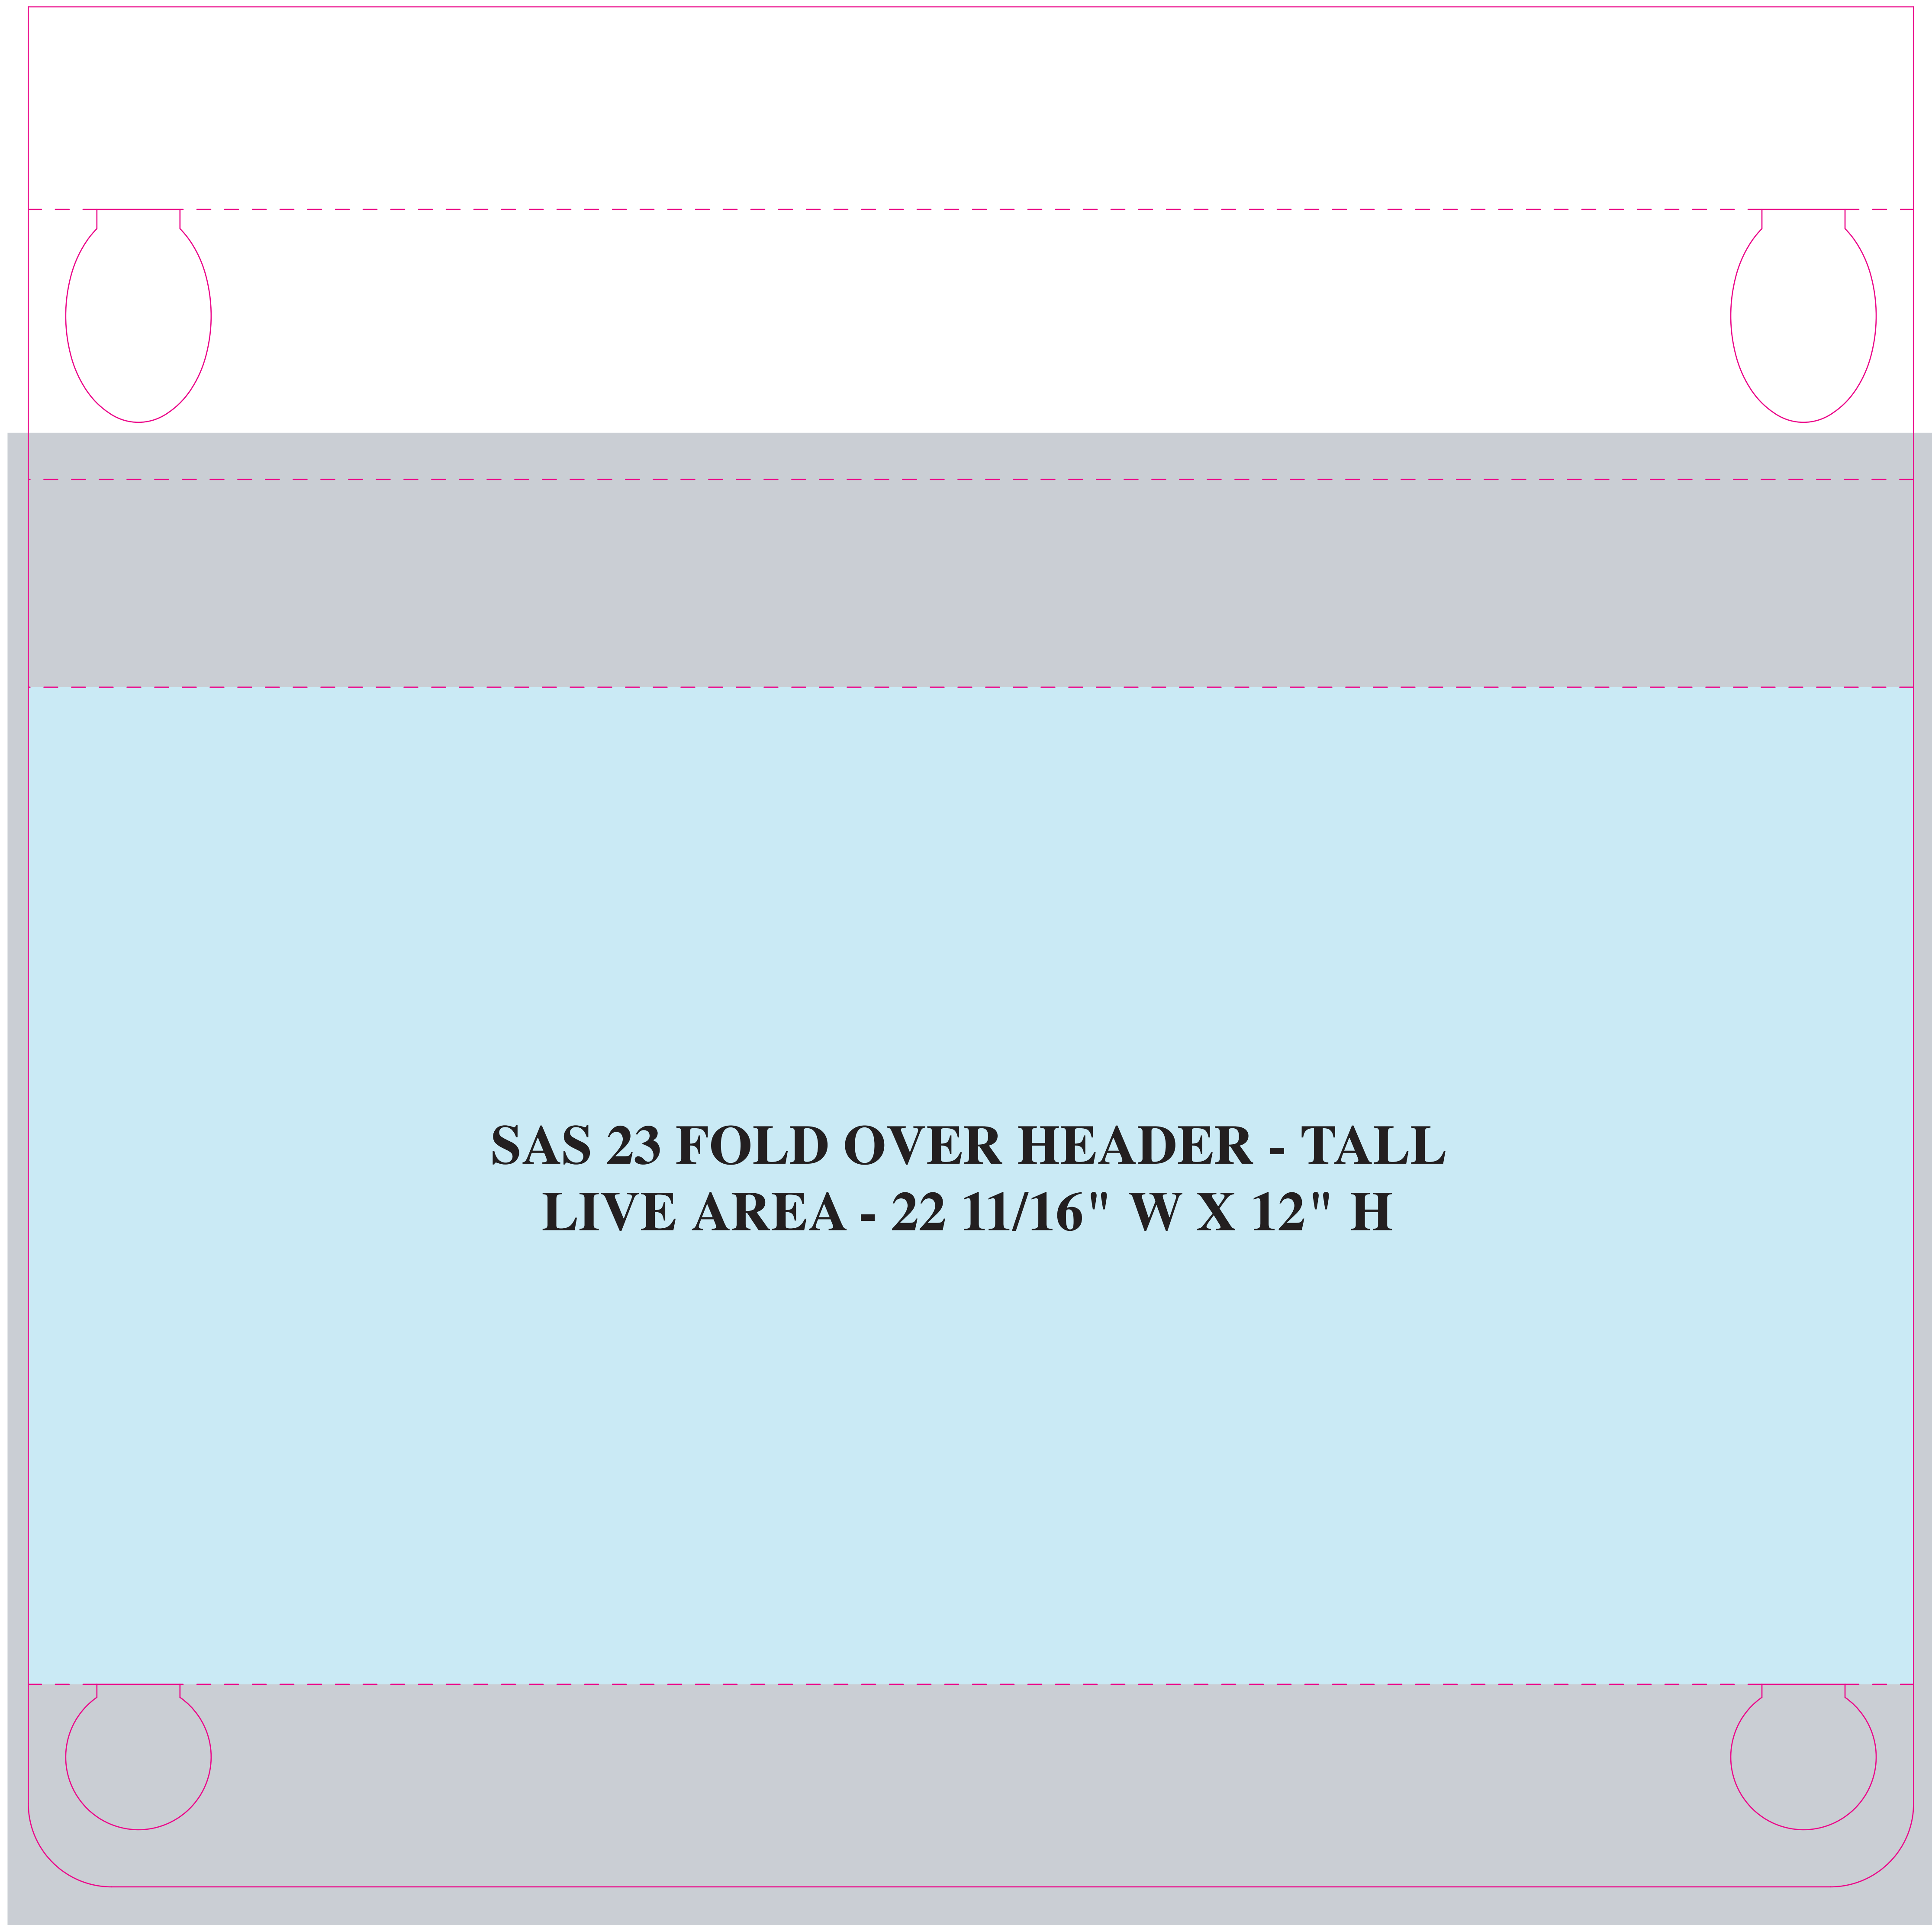 SAS 23 FOLD OVER HEADER - TALL
LIVE AREA - 22 11/16" W X 12" H